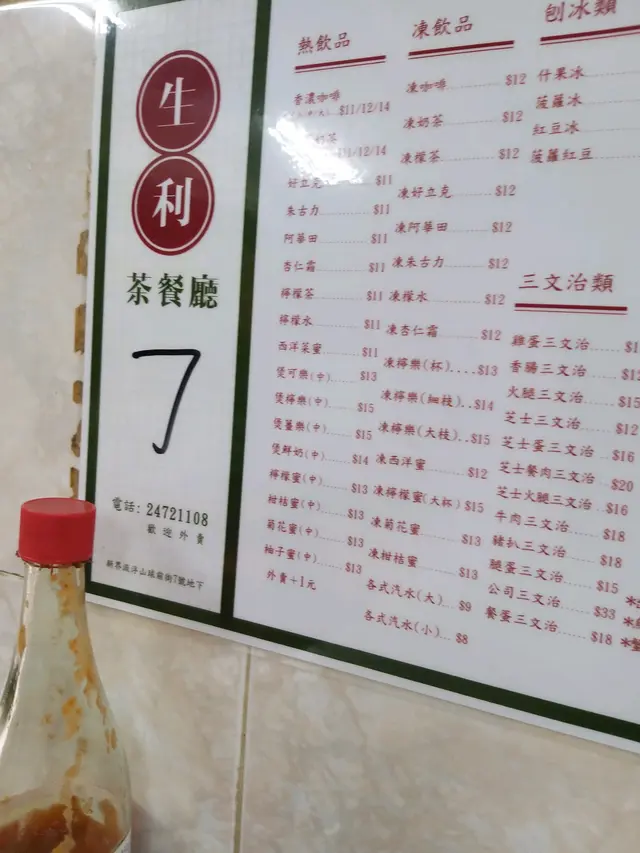 生
利
茶餐廳
7
電話: 24721108
歡迎外賣
熱飲品
香濃咖啡
$11/12/14
奶茶
11/12/14
好立克 $11
朱古力 $11
阿華田 $11
杏仁霜 $11
檸檬茶 $11
檸檬水 $11
西洋菜蜜 $11
煲可樂(中) $13
煲檸樂(中) $15
煲薑樂(中) $15
煲鮮奶(中) $14
檸檬蜜(中) $13
柑桔蜜(中) $13
菊花蜜(中) $13
柚子蜜(中) $13
外賣+1元
凍飲品
凍咖啡 $12
凍奶茶 $12
凍檸茶 $12
凍好立克 $12
凍阿華田 $12
凍朱古力 $12
凍檸水 $12
凍杏仁霜 $12
凍檸樂(杯) $13
凍檸樂(細枝) $14
凍檸樂(大枝) $15
凍西洋蜜 $12
凍檸檬蜜(大杯) $15
凍菊花蜜 $13
凍柑桔蜜 $13
各式汽水(大) $9
各式汽水(小) $8
刨冰類
什果冰
菠蘿冰
紅豆冰
菠蘿紅豆
三文治類
雞蛋三文治
香腸三文治
火腿三文治 $15
芝士三文治 $12
芝士蛋三文治 $16
芝士餐肉三文治 $20
芝士火腿三文治 $16
牛肉三文治 $18
豬扒三文治 $18
腿蛋三文治 $15
公司三文治 $33
餐蛋三文治 $18